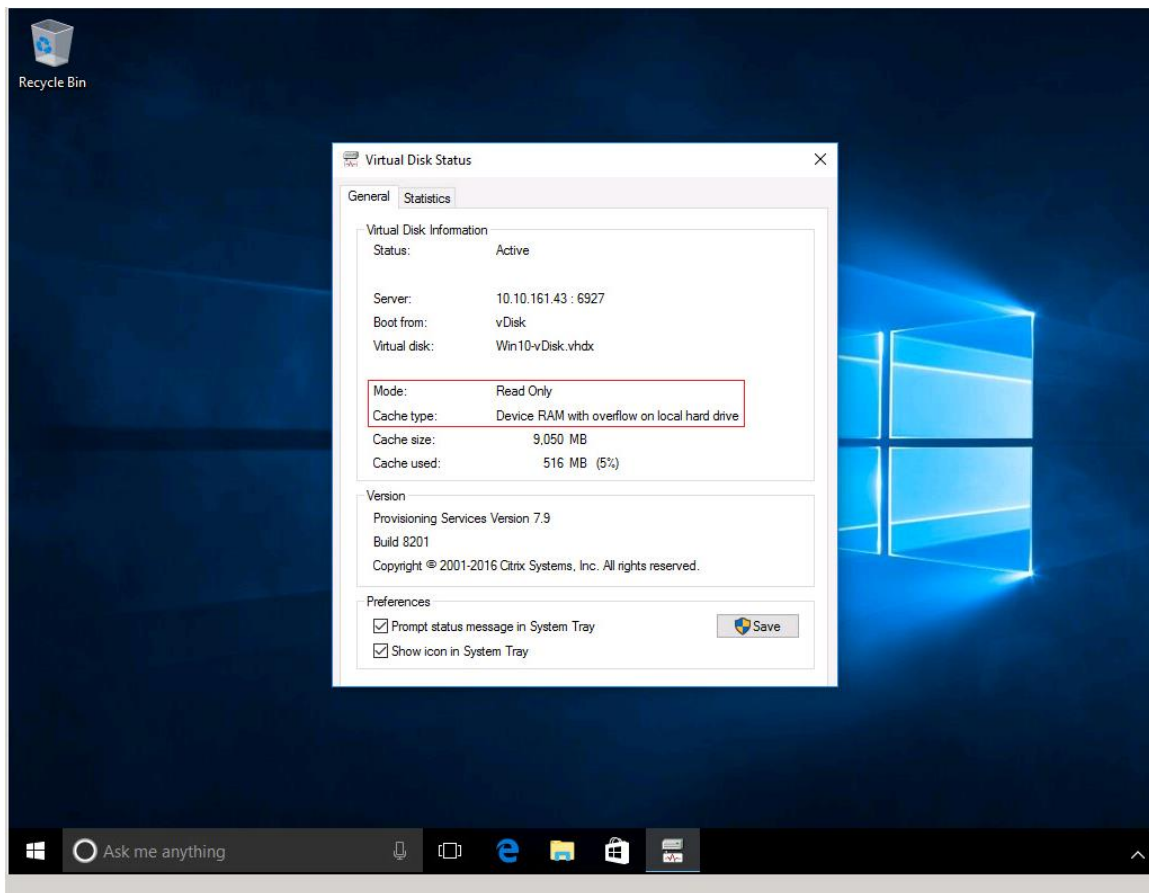 Recycle Bin
Virtual Disk Status
General Statistics
Virtual Disk Information
Status: Active
Server: 10.10.161.43 : 6927
Boot from: vDisk
Virtual disk: Win10-vDisk.vhdx
Mode: Read Only
Cache type: Device RAM with overflow on local hard drive
Cache size: 9,050 MB
Cache used: 516 MB (5%)
Version
Provisioning Services Version 7.9
Build 8201
Copyright © 2001-2016 Citrix Systems, Inc. All rights reserved.
Preferences
Prompt status message in System Tray Save
Show icon in System Tray
Ask me anything